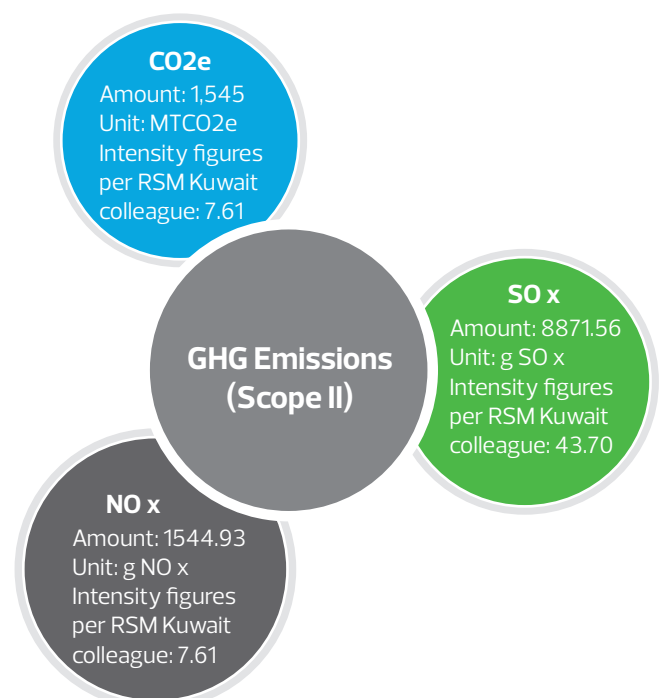 CO2e
Amount: 1,545
Unit: MTCO2e
Intensity figures
per RSM Kuwait
colleague: 7.61
GHG Emissions
(Scope II)
SO x
Amount: 8871.56
Unit: g SO x
Intensity figures
per RSM Kuwait
colleague: 43.70
NO x
Amount: 1544.93
Unit: g NO x
Intensity figures
per RSM Kuwait
colleague: 7.61